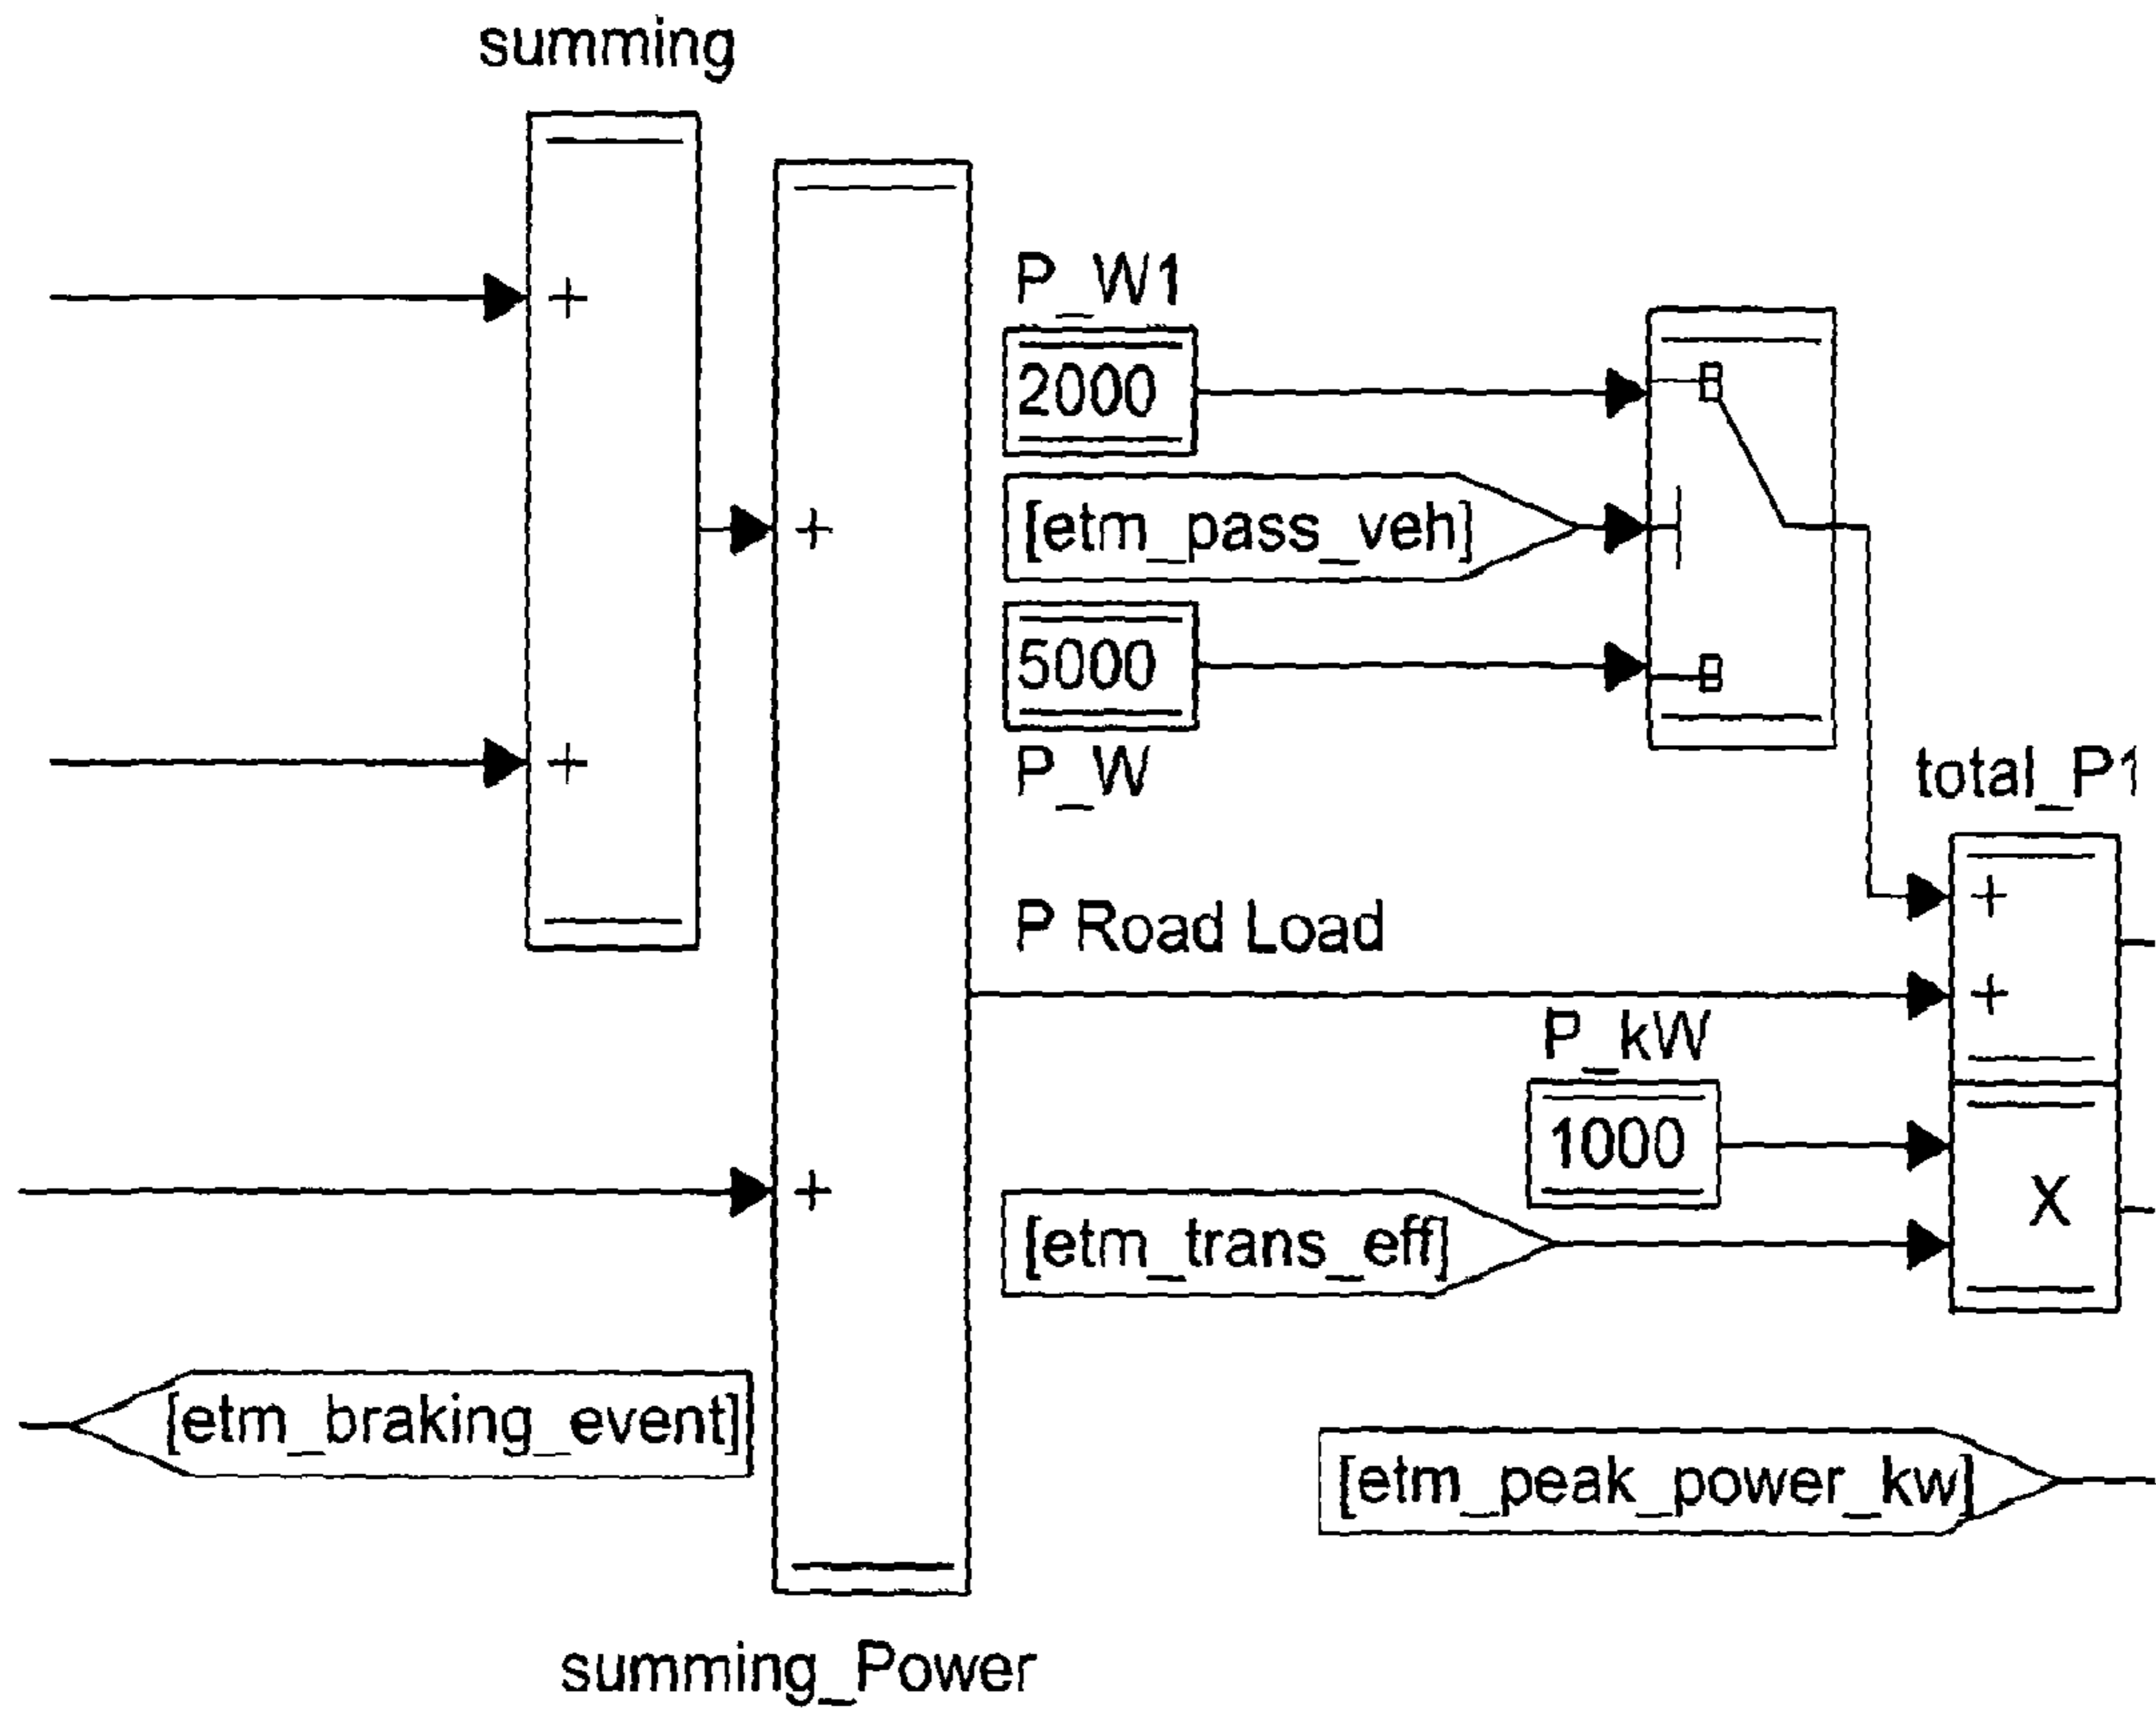 summing
P_W1
2000
[etm_pass_veh]
5000
P_W
total_P1
P Road Load
P_kW
1000
X
[etm_trans_eff]
[etm_braking_event]
[etm_peak_power_kw]
summing_Power